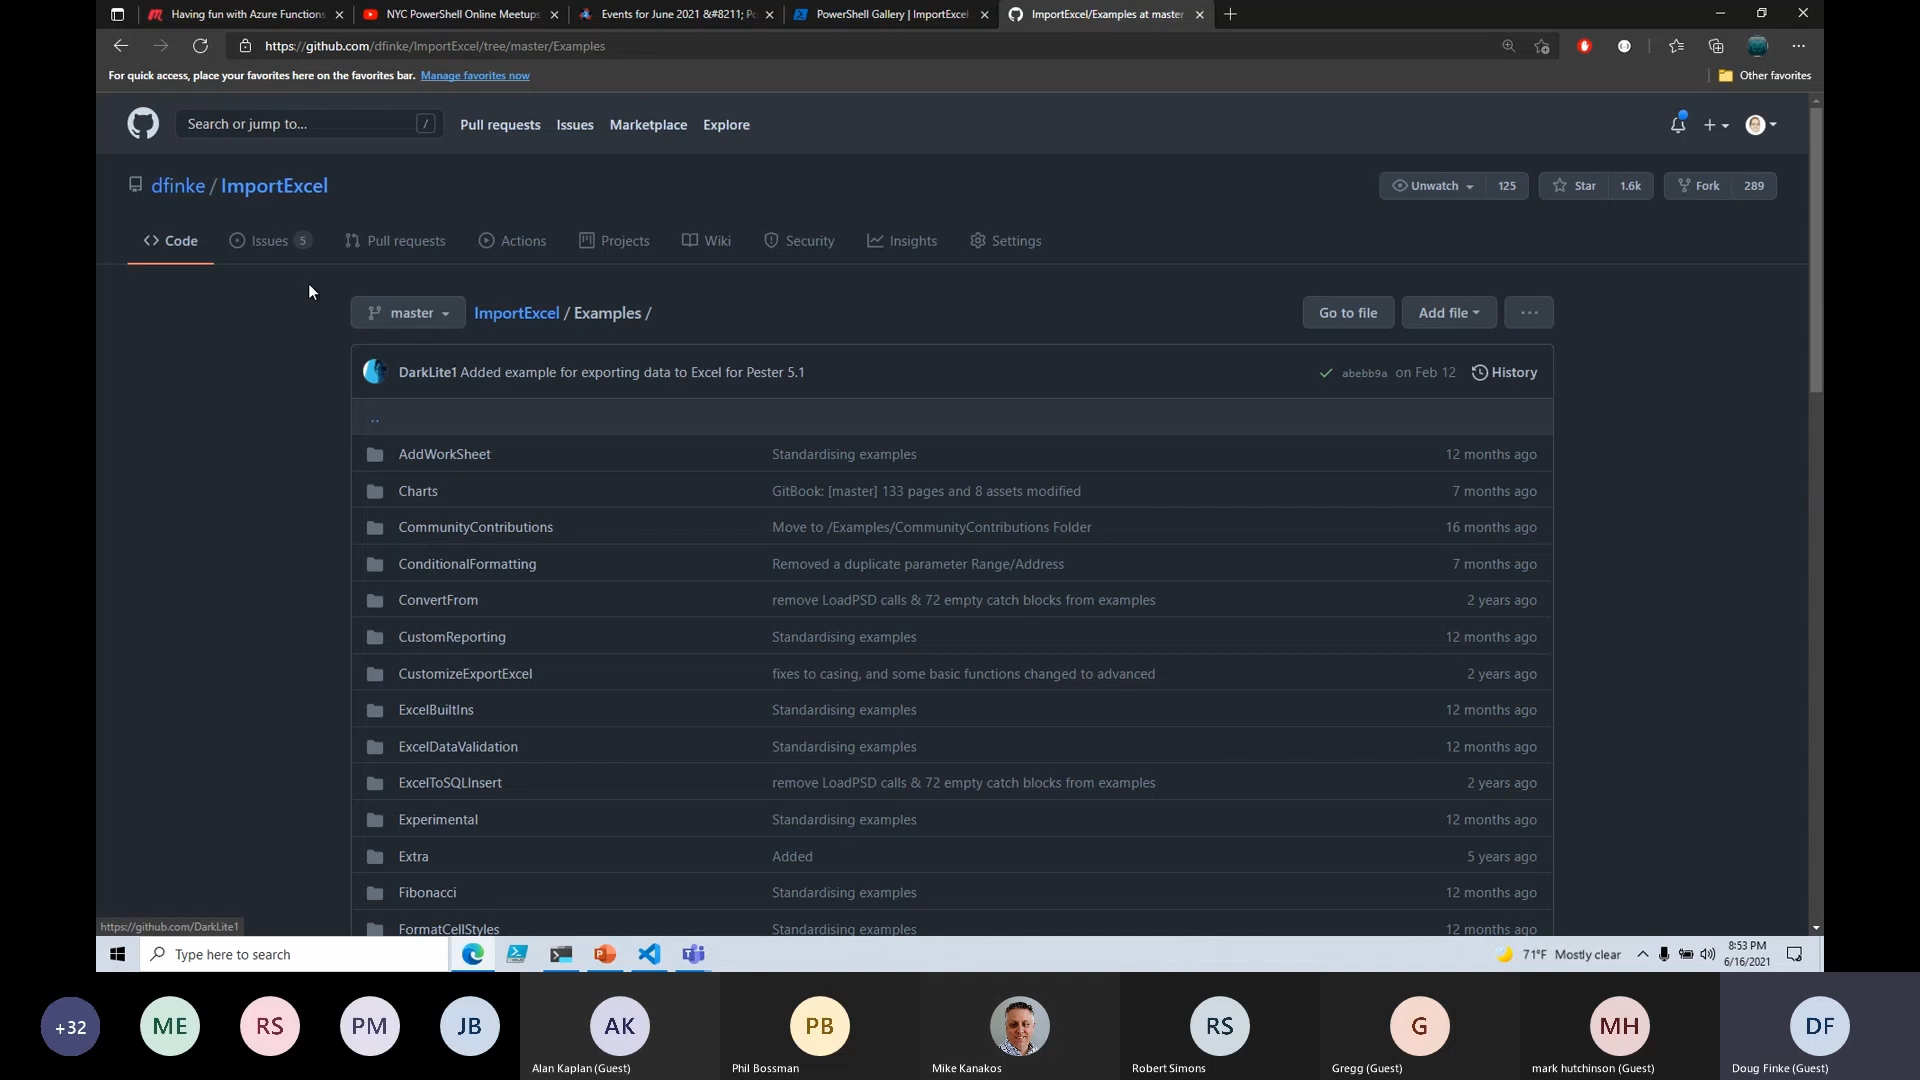 Having fun with Azure Functions
NYC PowerShell Online Meetups
Events for June 2021 &#8211; Po
PowerShell Gallery | ImportExcel
ImportExcel/Examples at master
https://github.com/dfinke/ImportExcel/tree/master/Examples
For quick access, place your favorites here on the favorites bar. Manage favorites now
Other favorites
Search or jump to... /
Pull requests Issues Marketplace Explore
dfinke / ImportExcel
Unwatch 125 Star 1.6k Fork 289
<> Code Issues 5 Pull requests Actions Projects Wiki Security Insights Settings
master ImportExcel / Examples /
Go to file Add file ...
DarkLite1 Added example for exporting data to Excel for Pester 5.1 abebb9a on Feb 12 History
..
AddWorkSheet Standardising examples 12 months ago
Charts GitBook: [master] 133 pages and 8 assets modified 7 months ago
CommunityContributions Move to /Examples/CommunityContributions Folder 16 months ago
ConditionalFormatting Removed a duplicate parameter Range/Address 7 months ago
ConvertFrom remove LoadPSD calls & 72 empty catch blocks from examples 2 years ago
CustomReporting Standardising examples 12 months ago
CustomizeExportExcel fixes to casing, and some basic functions changed to advanced 2 years ago
ExcelBuiltIns Standardising examples 12 months ago
ExcelDataValidation Standardising examples 12 months ago
ExcelToSQLInsert remove LoadPSD calls & 72 empty catch blocks from examples 2 years ago
Experimental Standardising examples 12 months ago
Extra Added 5 years ago
Fibonacci Standardising examples 12 months ago
FormatCellStyles Standardising examples 12 months ago
https://github.com/DarkLite1
Type here to search
71°F Mostly clear
8:53 PM
6/16/2021
+32 ME RS PM JB AK PB RS G MH DF
Alan Kaplan (Guest) Phil Bossman Mike Kanakos Robert Simons Gregg (Guest) mark hutchinson (Guest) Doug Finke (Guest)